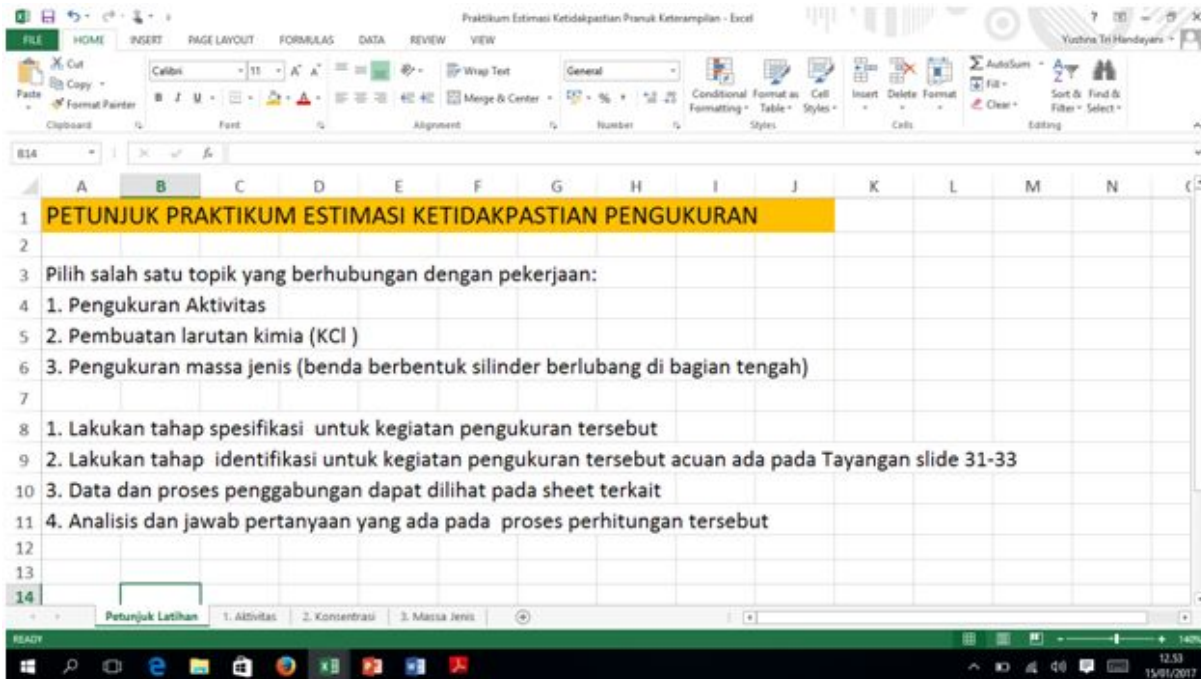 Praktikum Estimasi Ketidakpastian Pranuk Keterampilan - Excel
FILE HOME INSERT PAGE LAYOUT FORMULAS DATA REVIEW VIEW
Yustina Tri Handayani
Paste
Cut
Copy
Format Painter
Calibri 11
Wrap Text
Merge & Center
General
Conditional Formatting
Format as Table
Cell Styles
Insert Delete Format
AutoSum
Fill
Clear
Sort & Filter
Find & Select
Clipboard Font Alignment Number Styles Cells Editing
B14
A B C D E F G H I J K L M N
1 PETUNJUK PRAKTIKUM ESTIMASI KETIDAKPASTIAN PENGUKURAN
2
3 Pilih salah satu topik yang berhubungan dengan pekerjaan:
4 1. Pengukuran Aktivitas
5 2. Pembuatan larutan kimia (KCl )
6 3. Pengukuran massa jenis (benda berbentuk silinder berlubang di bagian tengah)
7
8 1. Lakukan tahap spesifikasi untuk kegiatan pengukuran tersebut
9 2. Lakukan tahap identifikasi untuk kegiatan pengukuran tersebut acuan ada pada Tayangan slide 31-33
10 3. Data dan proses penggabungan dapat dilihat pada sheet terkait
11 4. Analisis dan jawab pertanyaan yang ada pada proses perhitungan tersebut
12
13
14
Petunjuk Latihan 1. Aktivitas 2. Konsentrasi 3. Massa Jenis
READY 140%
12.53
15/01/2017